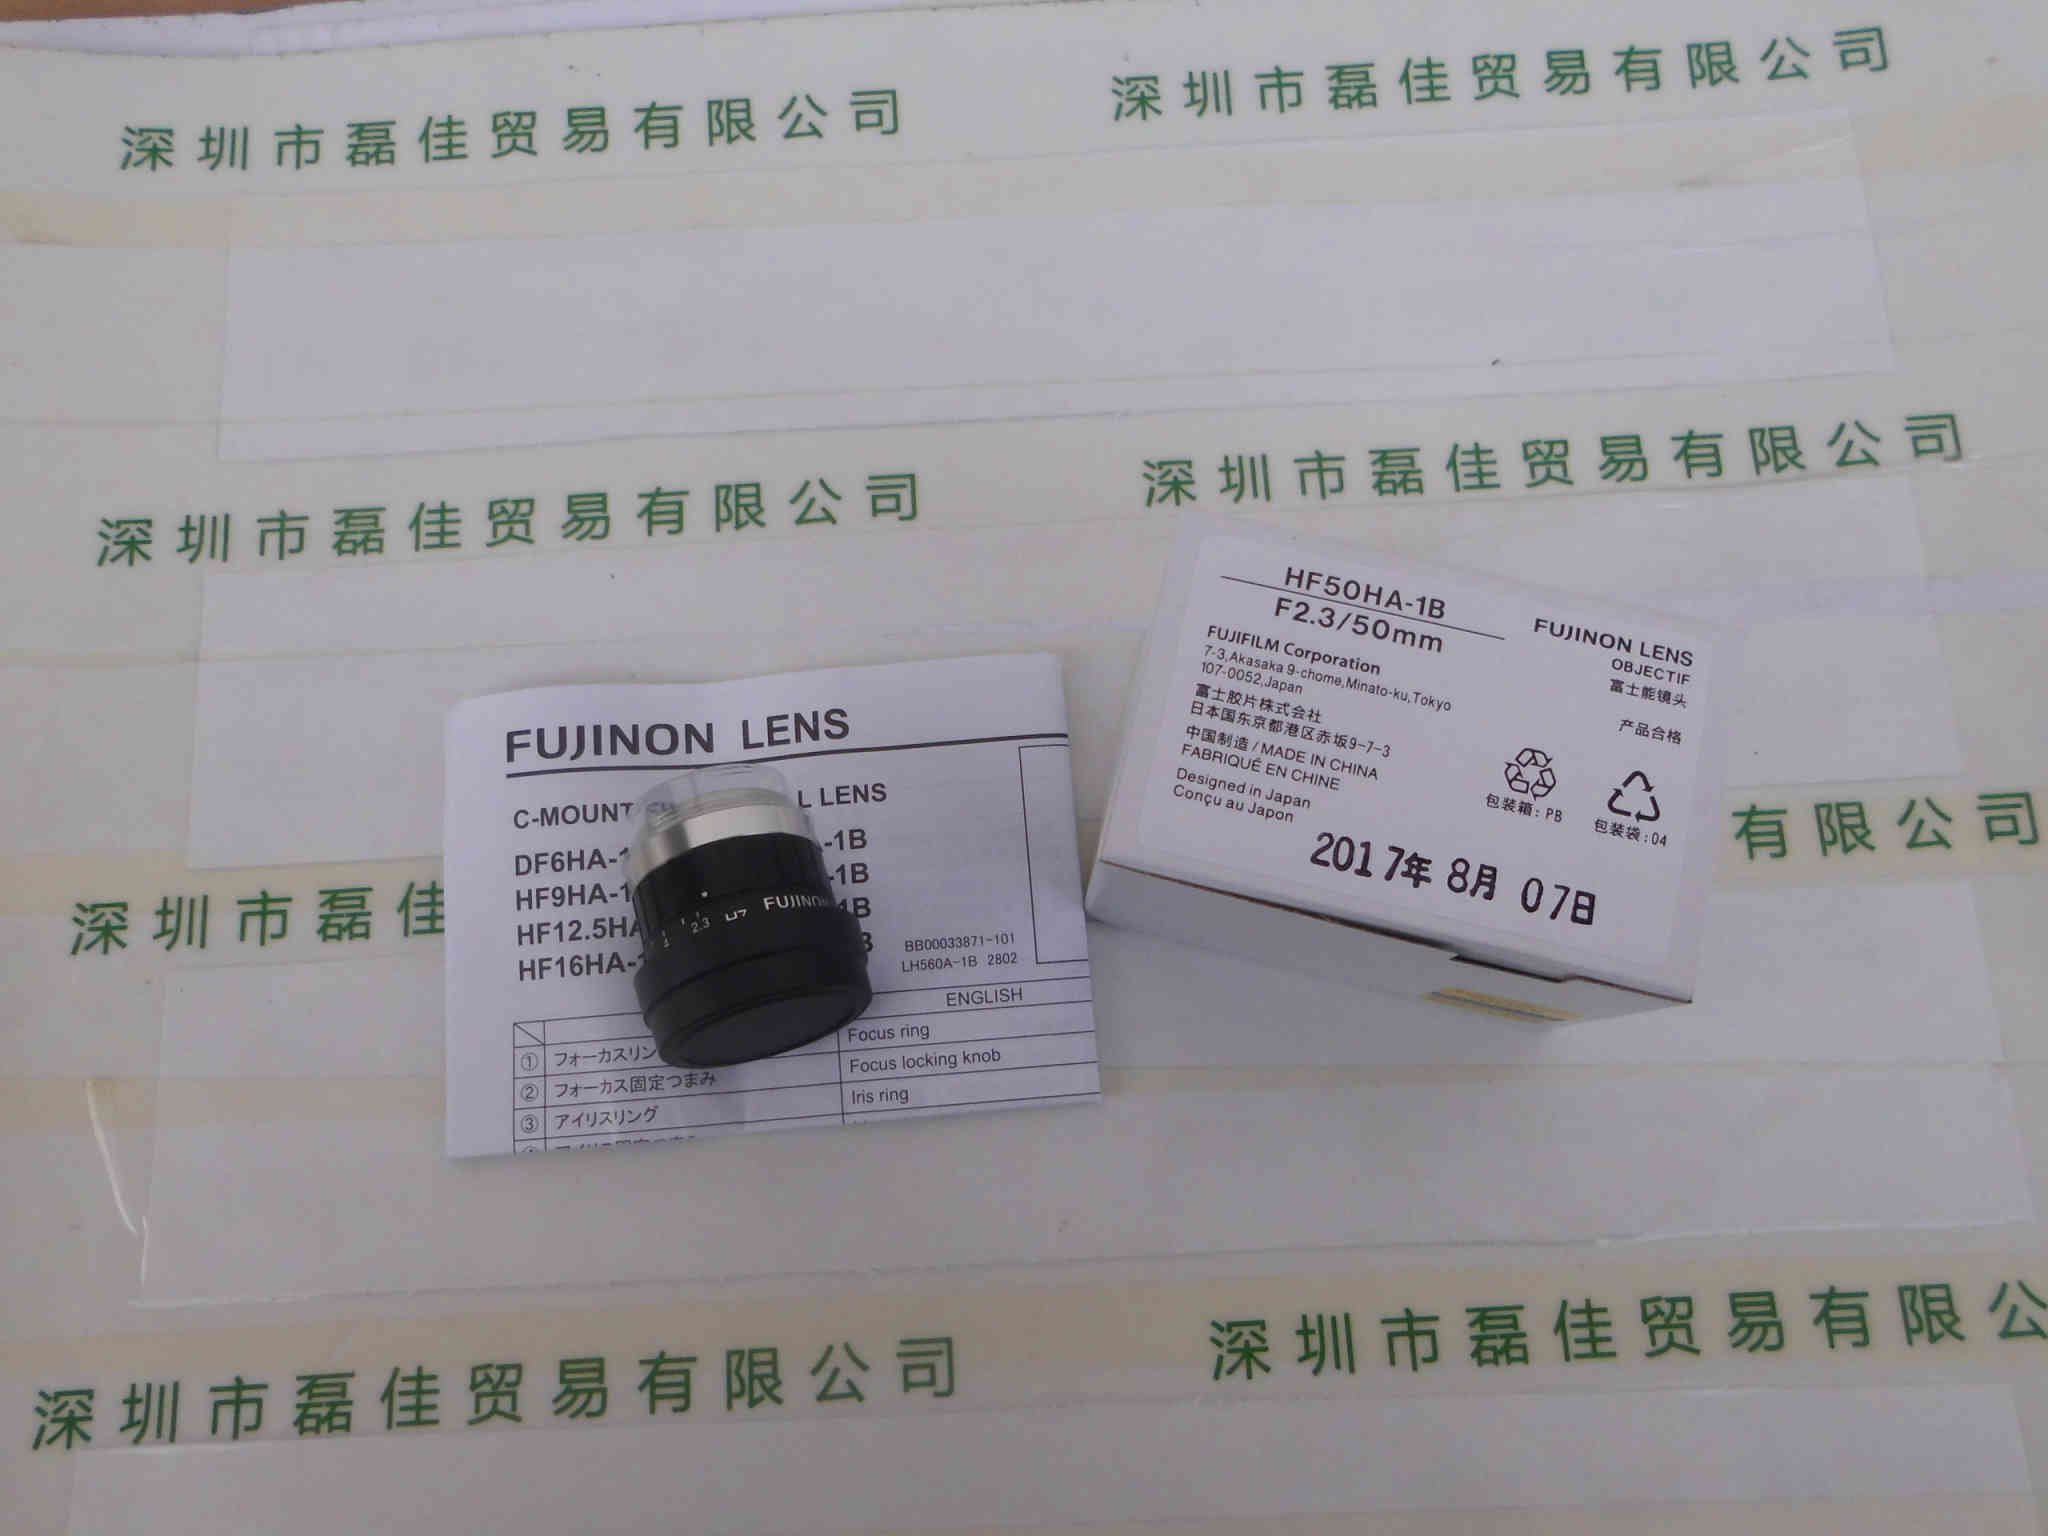 深圳市磊佳贸易有限公司
深圳市磊佳贸易有限公司
深圳市磊佳贸易有限公司
深圳市磊佳贸易有限公司
HF50HA-1B
F2.3/50mm
FUJIFILM Corporation
7-3,Akasaka 9-chome,Minato-ku,Tokyo
107-0052,Japan
富士胶片株式会社
日本国东京都港区赤坂9-7-3
中国制造/MADE IN CHINA
FABRIQUÉ EN CHINE
Designed in Japan
Conçu au Japon
FUJINON LENS
OBJECTIF
富士能镜头
产品合格
包装箱:PB
包装袋:04
2017年 8月 07日
FUJINON LENS
C-MOUNT L LENS
DF6HA-1 -1B
HF9HA-1 -1B
HF12.5HA 1B
HF16HA-1 B
BB00033871-101
LH560A-1B 2802
ENGLISH
① フォーカスリン Focus ring
② フォーカス固定つまみ Focus locking knob
③ アイリスリング Iris ring
4 2.3 FUJINON
深圳市磊佳
有限公司
深圳市磊佳贸易有限公司
深圳市磊佳贸易有限公